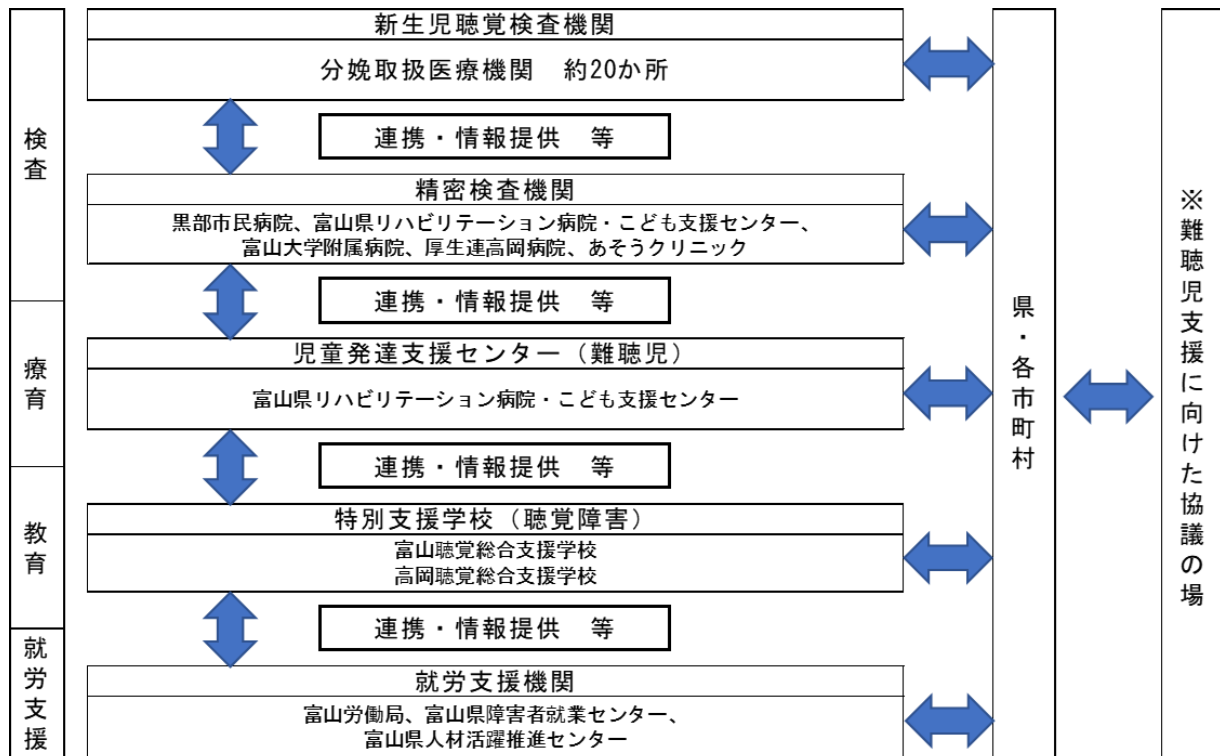 検査
新生児聴覚検査機関
分娩取扱医療機関　約20か所
連携・情報提供　等
精密検査機関
黒部市民病院、富山県リハビリテーション病院・こども支援センター、
富山大学附属病院、厚生連高岡病院、あそうクリニック
連携・情報提供　等
療育
児童発達支援センター（難聴児）
富山県リハビリテーション病院・こども支援センター
連携・情報提供　等
教育
特別支援学校（聴覚障害）
富山聴覚総合支援学校
高岡聴覚総合支援学校
連携・情報提供　等
就労支援
就労支援機関
富山労働局、富山県障害者就業センター、
富山県人材活躍推進センター
県・各市町村
※難聴児支援に向けた協議の場